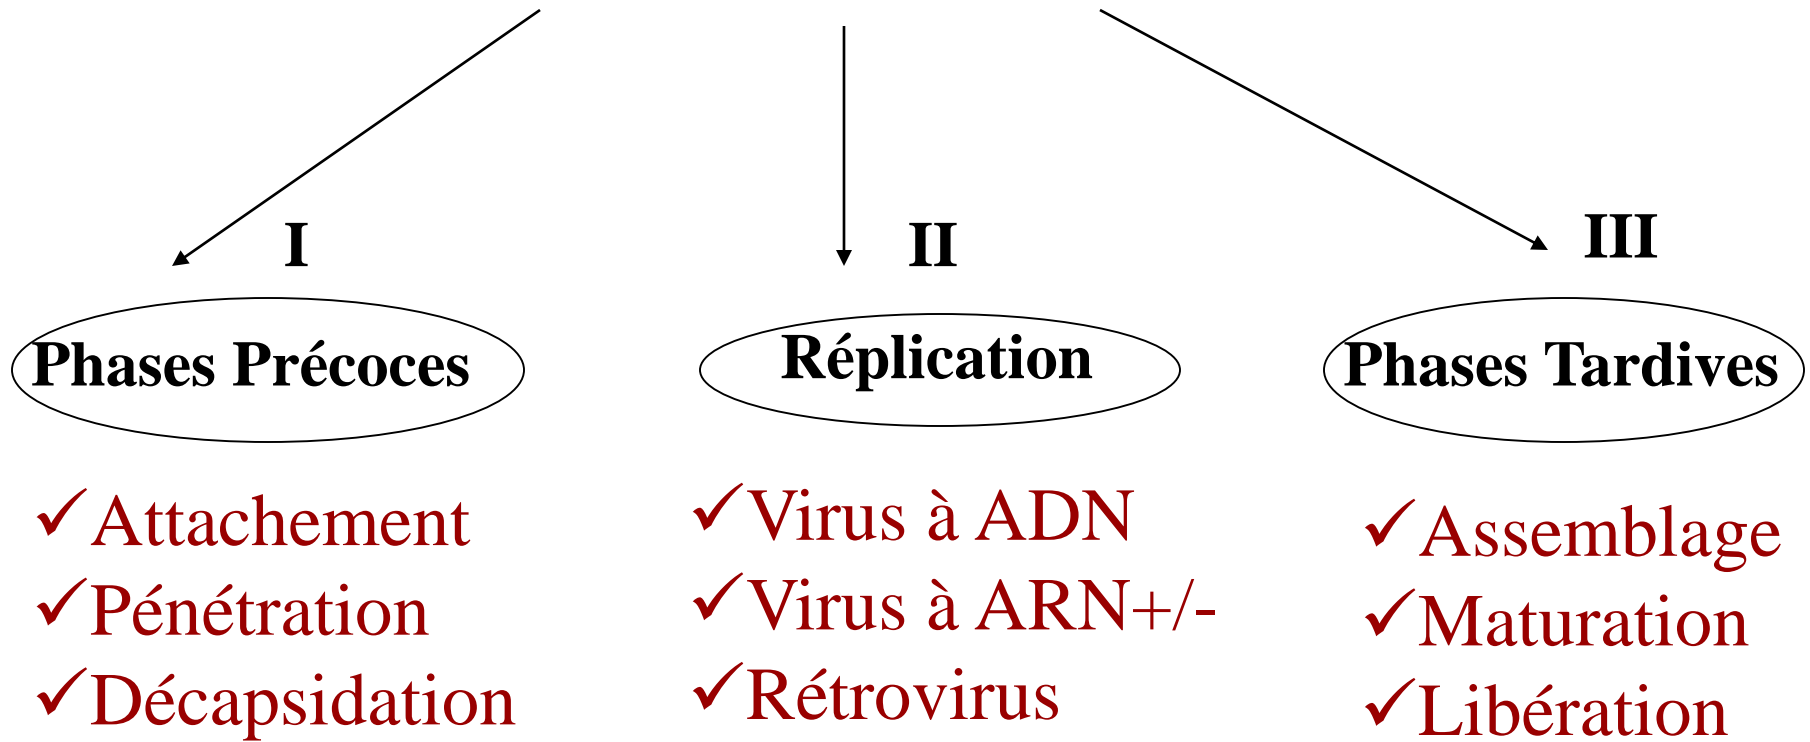 I
Phases Précoces
✓Attachement
✓Pénétration
✓Décapsidation
II
Réplication
✓Virus à ADN
✓Virus à ARN+/-
✓Rétrovirus
III
Phases Tardives
✓Assemblage
✓Maturation
✓Libération